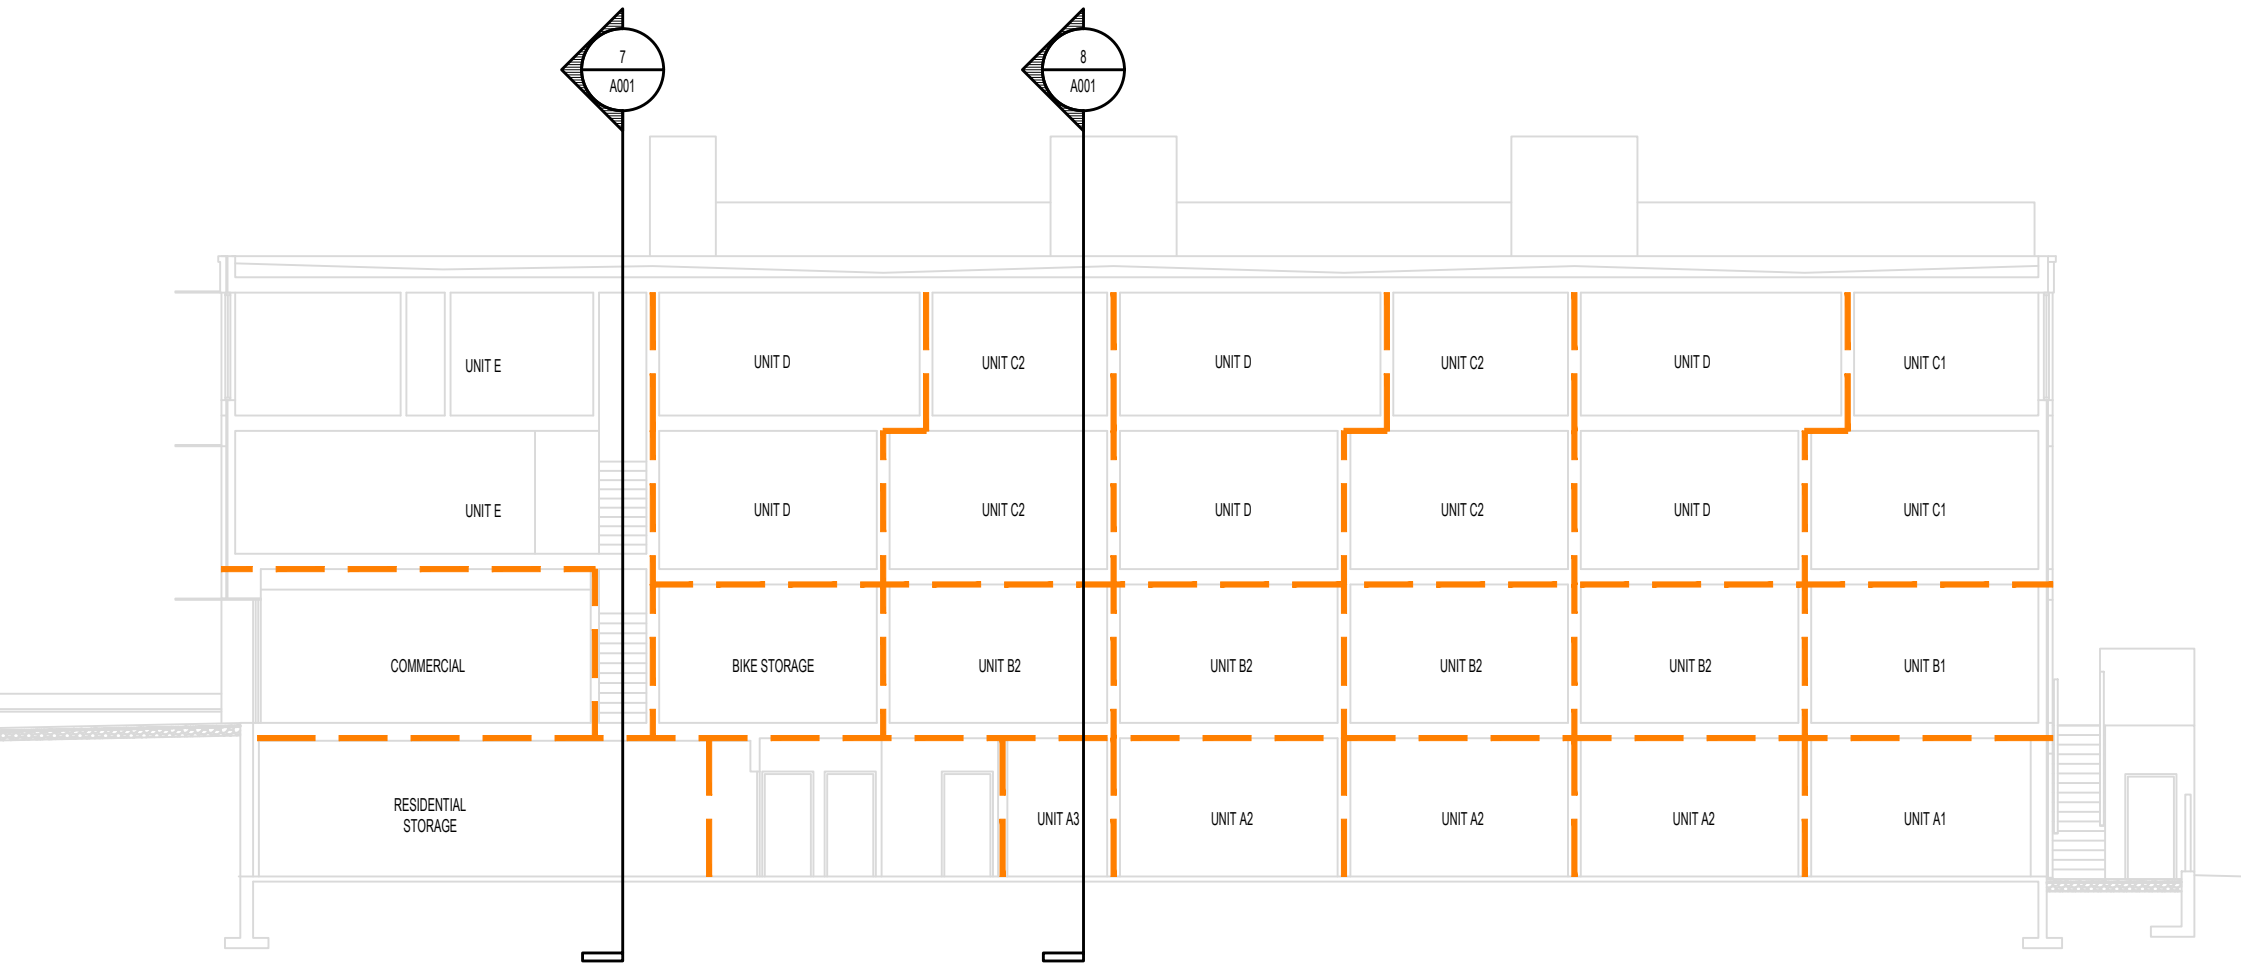 7
A001
8
A001
UNIT E
UNIT D
UNIT C2
UNIT D
UNIT C2
UNIT D
UNIT C1
UNIT E
UNIT D
UNIT C2
UNIT D
UNIT C2
UNIT D
UNIT C1
COMMERCIAL
BIKE STORAGE
UNIT B2
UNIT B2
UNIT B2
UNIT B2
UNIT B1
RESIDENTIAL
STORAGE
UNIT A3
UNIT A2
UNIT A2
UNIT A2
UNIT A1